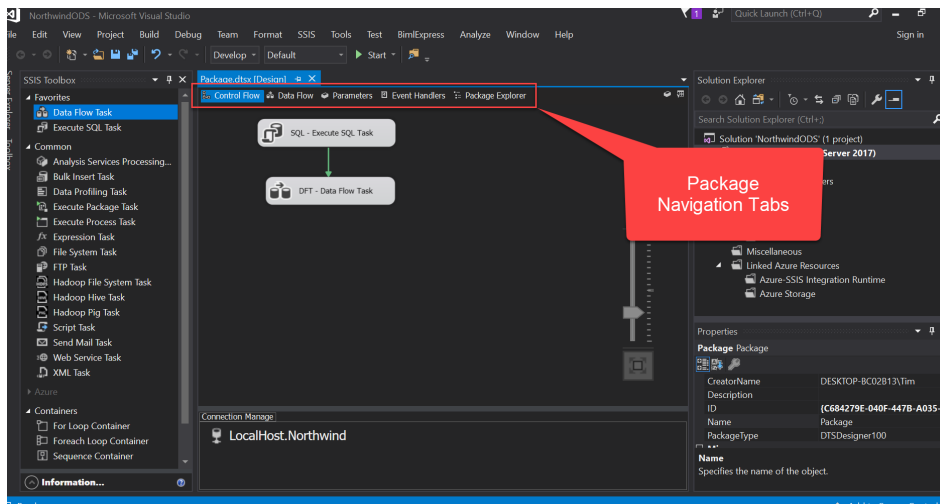 NorthwindODS - Microsoft Visual Studio
1
Quick Launch (Ctrl+Q)
File Edit View Project Build Debug Team Format SSIS Tools Test BimlExpress Analyze Window Help
Sign in
Develop Default Start
Server Explorer Toolbox
SSIS Toolbox
Favorites
Data Flow Task
Execute SQL Task
Common
Analysis Services Processing...
Bulk Insert Task
Data Profiling Task
Execute Package Task
Execute Process Task
Expression Task
File System Task
FTP Task
Hadoop File System Task
Hadoop Hive Task
Hadoop Pig Task
Script Task
Send Mail Task
Web Service Task
XML Task
Azure
Containers
For Loop Container
Foreach Loop Container
Sequence Container
Information...
Package.dtsx [Design]
Control Flow Data Flow Parameters Event Handlers Package Explorer
SQL - Execute SQL Task
DFT - Data Flow Task
Package
Navigation Tabs
Connection Manage
LocalHost.Northwind
Solution Explorer
Search Solution Explorer (Ctrl+;)
Solution 'NorthwindODS' (1 project)
Server 2017)
ers
Miscellaneous
Linked Azure Resources
Azure-SSIS Integration Runtime
Azure Storage
Properties
Package Package
CreatorName DESKTOP-BC02B13\Tim
Description
ID {C684279E-040F-447B-A035-
Name Package
PackageType DTSDesigner100
Name
Specifies the name of the object.